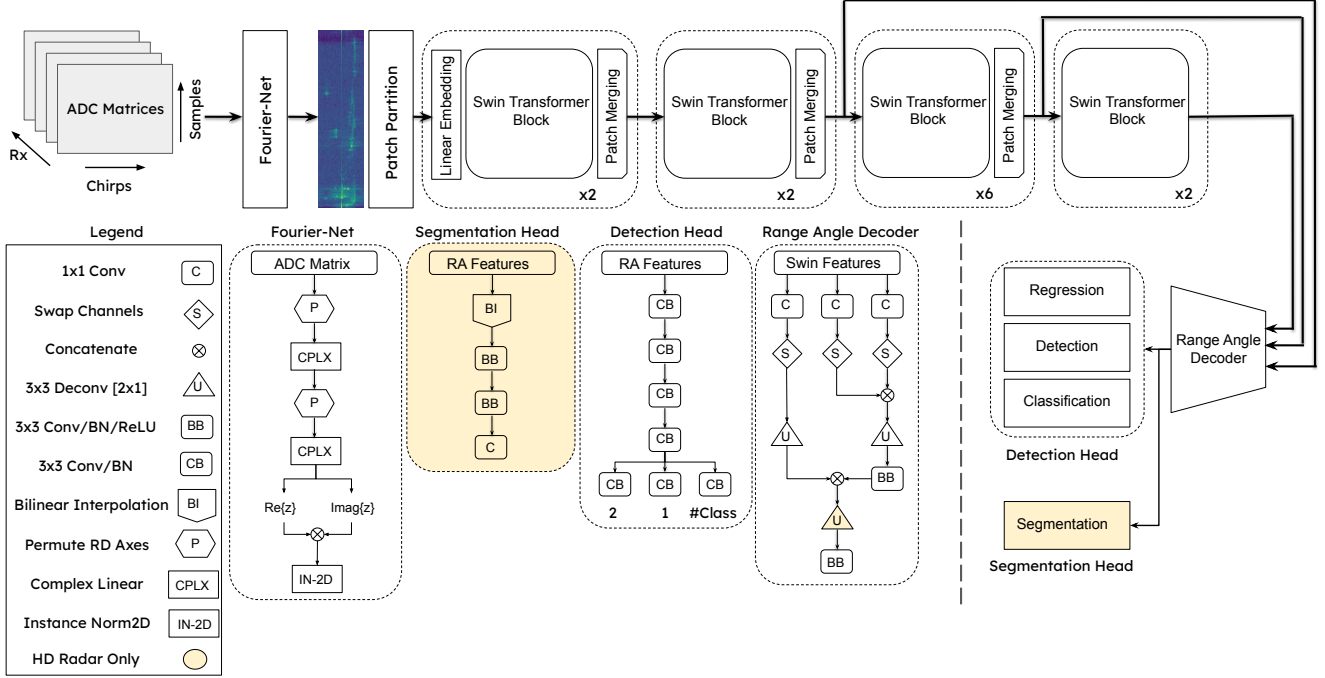 ADC Matrices
Samples
Rx
Chirps
Fourier-Net
Patch Partition
Linear Embedding
Swin Transformer
Block
Patch Merging
x2
Swin Transformer
Block
Patch Merging
x2
Swin Transformer
Block
Patch Merging
x6
Swin Transformer
Block
x2
Legend
1x1 Conv
C
Swap Channels
S
Concatenate
3x3 Deconv [2x1]
U
3x3 Conv/BN/ReLU
BB
3x3 Conv/BN
CB
Bilinear Interpolation
BI
Permute RD Axes
P
Complex Linear
CPLX
Instance Norm2D
IN-2D
HD Radar Only
Fourier-Net
ADC Matrix
P
CPLX
P
CPLX
Re{z}
Imag{z}
IN-2D
Segmentation Head
RA Features
BI
BB
BB
C
Detection Head
RA Features
CB
CB
CB
CB
CB
CB
CB
2
1
#Class
Range Angle Decoder
Swin Features
C
C
C
S
S
S
U
U
BB
U
BB
Regression
Detection
Classification
Detection Head
Range Angle
Decoder
Segmentation
Segmentation Head